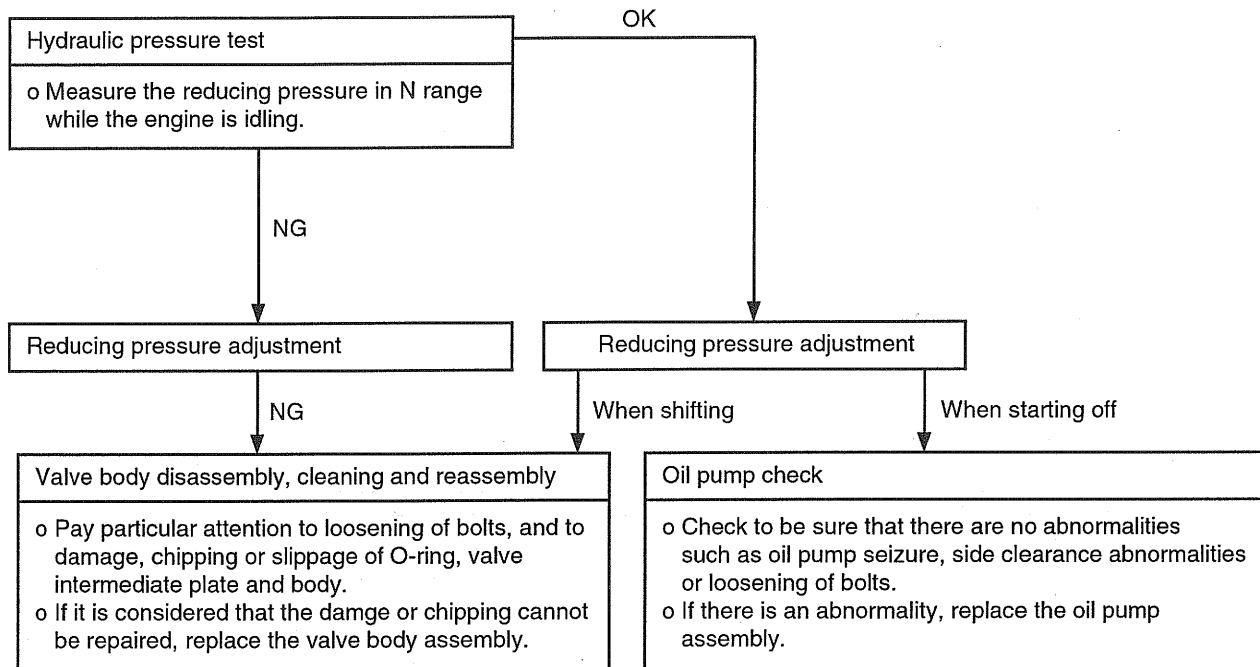 OK
Hydraulic pressure test
o Measure the reducing pressure in N range
while the engine is idling.
NG
Reducing pressure adjustment
Reducing pressure adjustment
NG
When shifting
When starting off
Valve body disassembly, cleaning and reassembly
o Pay particular attention to loosening of bolts, and to
damage, chipping or slippage of O-ring, valve
intermediate plate and body.
o If it is considered that the damge or chipping cannot
be repaired, replace the valve body assembly.
Oil pump check
o Check to be sure that there are no abnormalities
such as oil pump seizure, side clearance abnormalities
or loosening of bolts.
o If there is an abnormality, replace the oil pump
assembly.